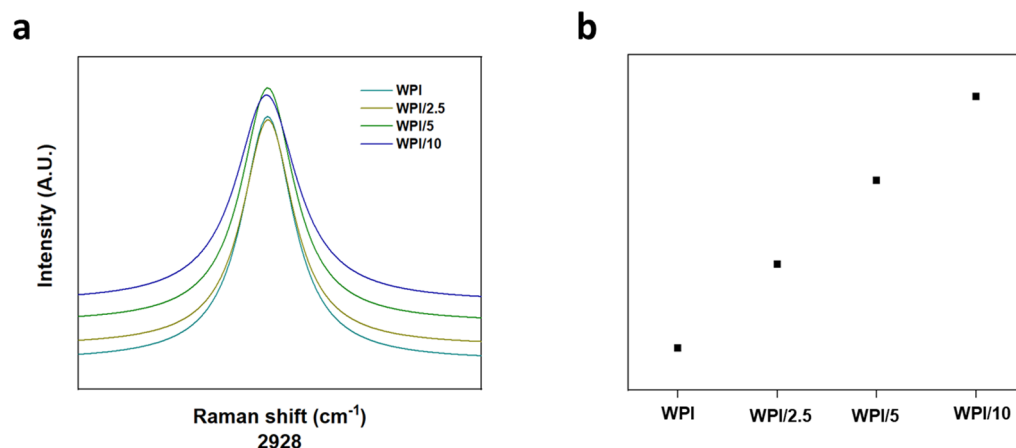 a
WPI
WPI/2.5
WPI/5
WPI/10
Intensity (A.U.)
Raman shift (cm⁻¹)
2928
b
WPI WPI/2.5 WPI/5 WPI/10